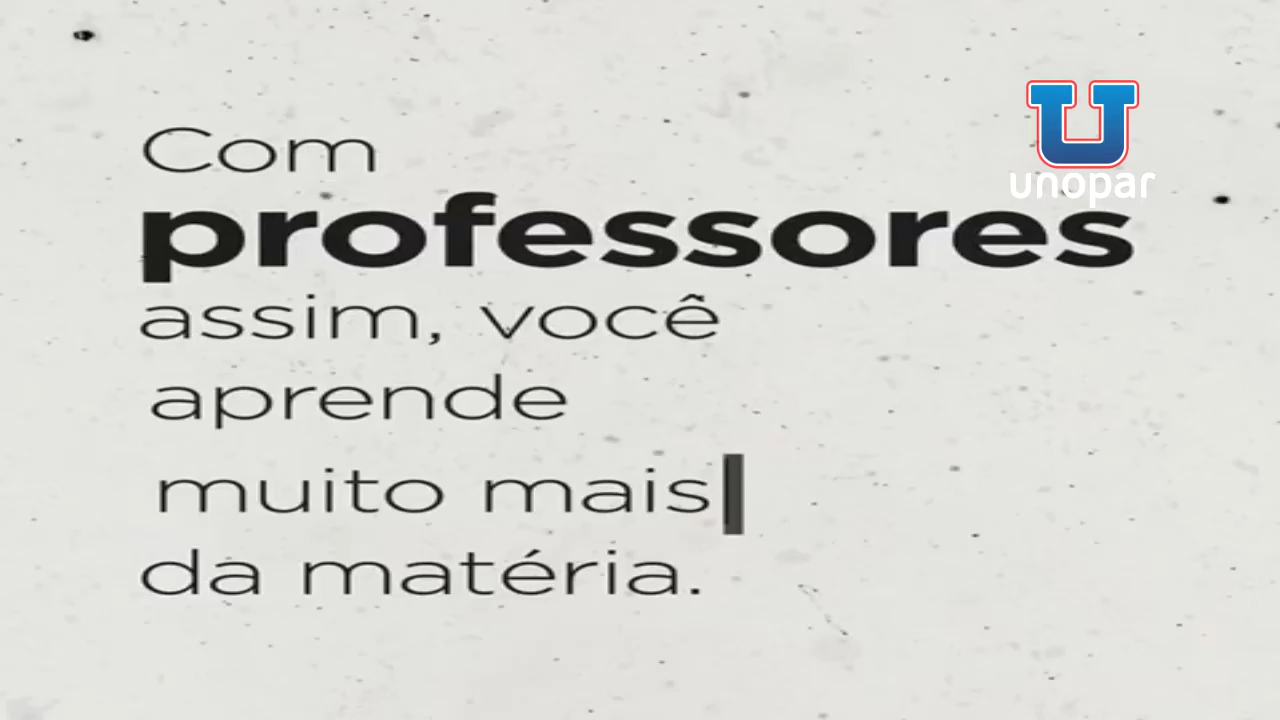 U
unopar
Com
professores
assim, você
aprende
muito mais
da matéria.